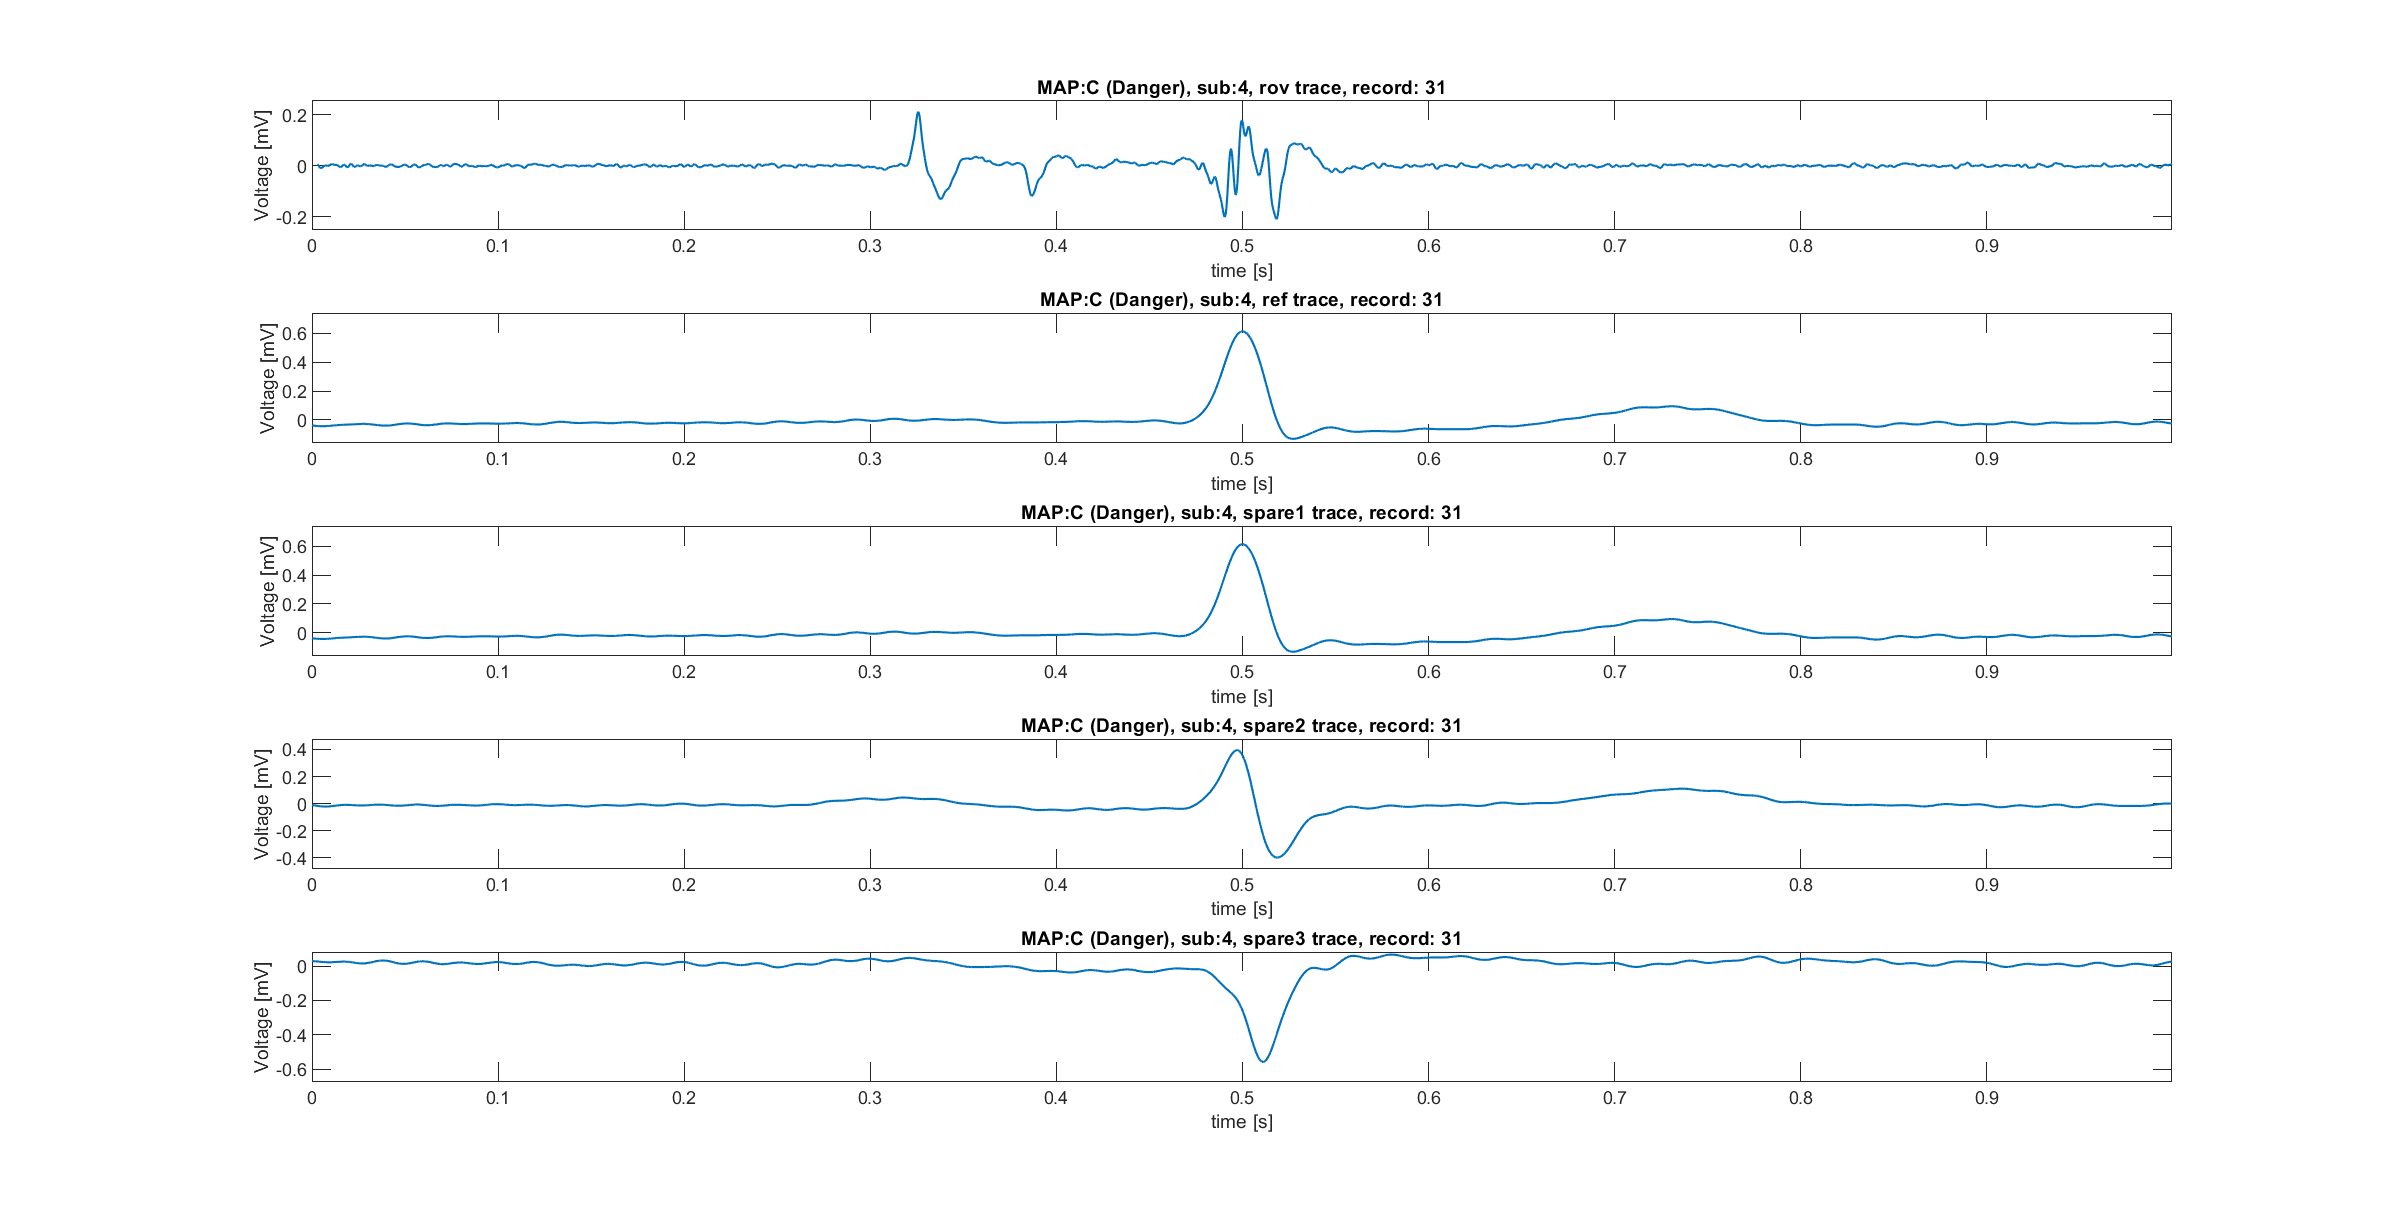 MAP:C (Danger), sub:4, rov trace, record: 31
Voltage [mV]
0.2
0
-0.2
0 0.1 0.2 0.3 0.4 0.5 0.6 0.7 0.8 0.9
time [s]
MAP:C (Danger), sub:4, ref trace, record: 31
Voltage [mV]
0.6
0.4
0.2
0
0 0.1 0.2 0.3 0.4 0.5 0.6 0.7 0.8 0.9
time [s]
MAP:C (Danger), sub:4, spare1 trace, record: 31
Voltage [mV]
0.6
0.4
0.2
0
0 0.1 0.2 0.3 0.4 0.5 0.6 0.7 0.8 0.9
time [s]
MAP:C (Danger), sub:4, spare2 trace, record: 31
Voltage [mV]
0.4
0.2
0
-0.2
-0.4
0 0.1 0.2 0.3 0.4 0.5 0.6 0.7 0.8 0.9
time [s]
MAP:C (Danger), sub:4, spare3 trace, record: 31
Voltage [mV]
0
-0.2
-0.4
-0.6
0 0.1 0.2 0.3 0.4 0.5 0.6 0.7 0.8 0.9
time [s]